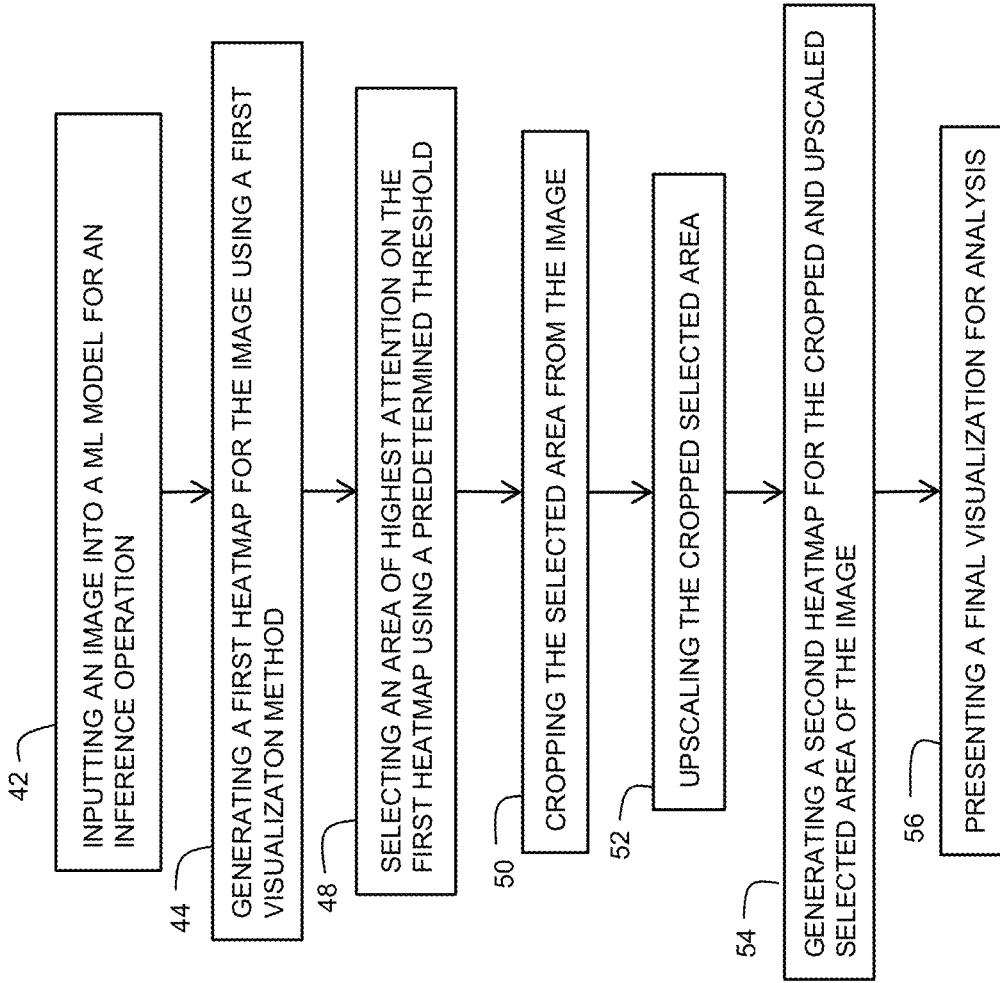 42
INPUTTING AN IMAGE INTO A ML MODEL FOR AN
INFERENCE OPERATION
44
GENERATING A FIRST HEATMAP FOR THE IMAGE USING A FIRST
VISUALIZATON METHOD
48
SELECTING AN AREA OF HIGHEST ATTENTION ON THE
FIRST HEATMAP USING A PREDETERMINED THRESHOLD
50
CROPPING THE SELECTED AREA FROM THE IMAGE
52
UPSCALING THE CROPPED SELECTED AREA
54
GENERATING A SECOND HEATMAP FOR THE CROPPED AND UPSCALED
SELECTED AREA OF THE IMAGE
56
PRESENTING A FINAL VISUALIZATION FOR ANALYSIS